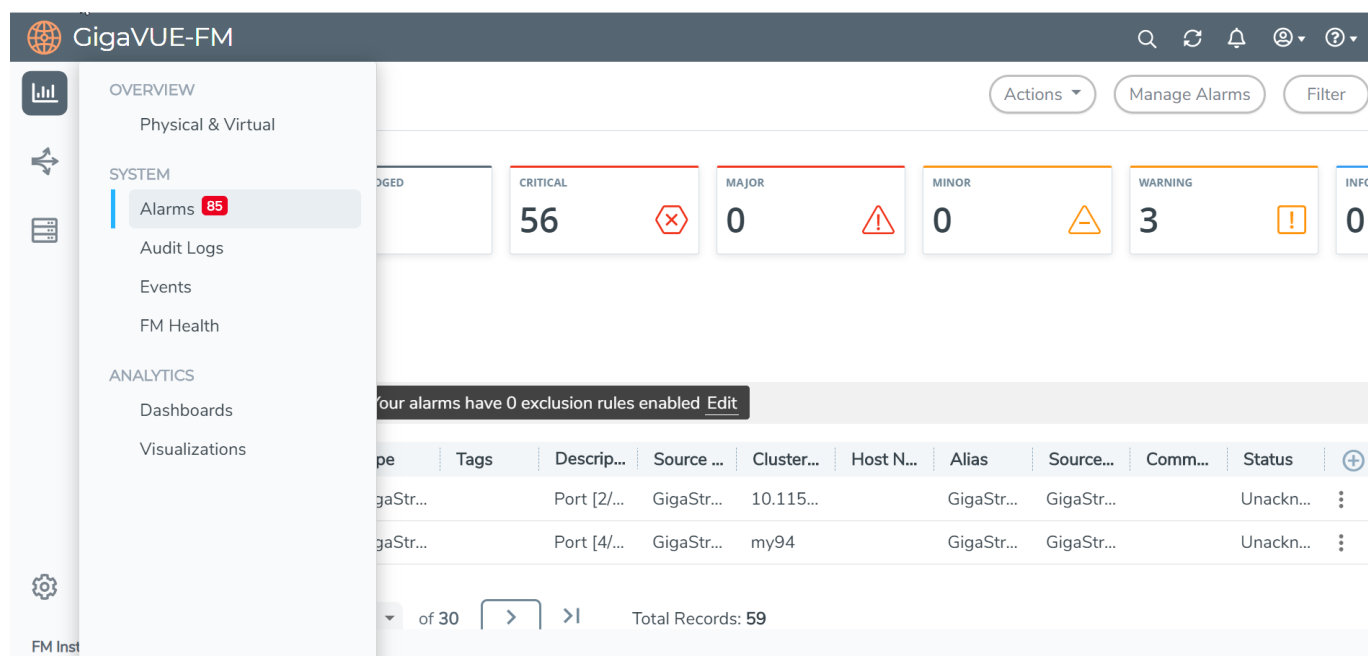 GigaVUE-FM
OVERVIEW
Physical & Virtual
SYSTEM
Alarms 85
Audit Logs
Events
FM Health
ANALYTICS
Dashboards
Visualizations
Actions Manage Alarms Filter
CRITICAL
56
MAJOR
0
MINOR
0
WARNING
3
0
Your alarms have 0 exclusion rules enabled Edit
Tags Descrip... Source ... Cluster... Host N... Alias Source... Comm... Status
Port [2/... GigaStr... 10.115... GigaStr... GigaStr... Unackn...
Port [4/... GigaStr... my94 GigaStr... GigaStr... Unackn...
of 30 Total Records: 59
FM Inst